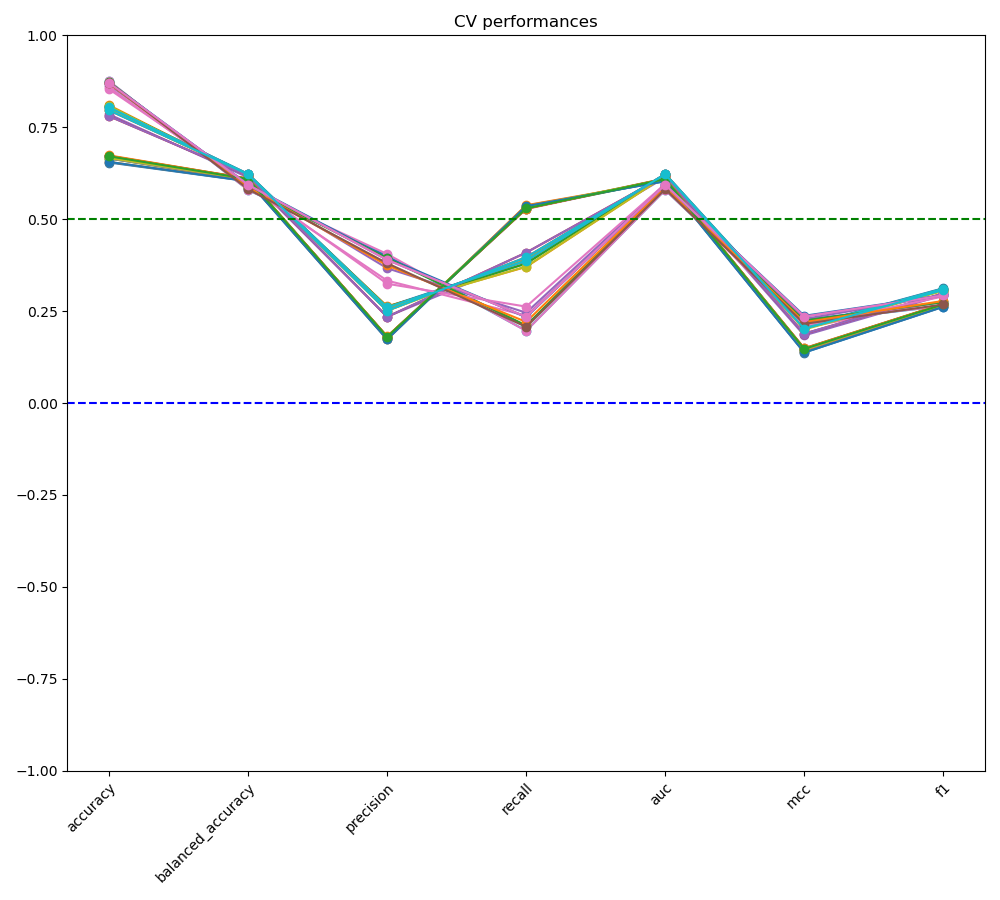 CV performances
1.00
0.75
0.50
0.25
0.00
−0.25
−0.50
−0.75
−1.00
accuracy
balanced_accuracy
precision
recall
auc
mcc
f1